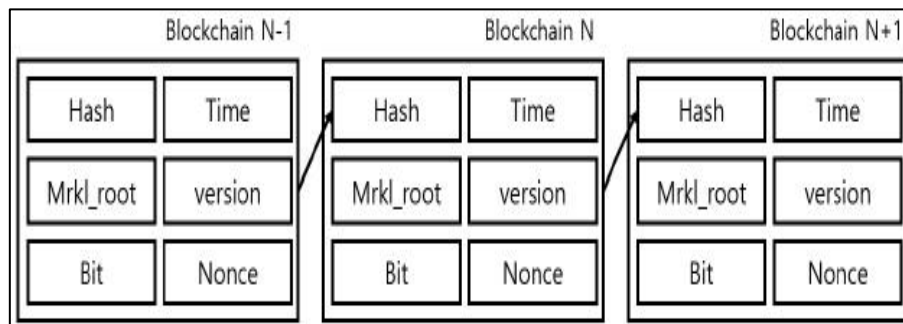 Blockchain N-1 Blockchain N Blockchain N+1
Hash Time Hash Time Hash Time
Mrkl_root version Mrkl_root version Mrkl_root version
Bit Nonce Bit Nonce Bit Nonce